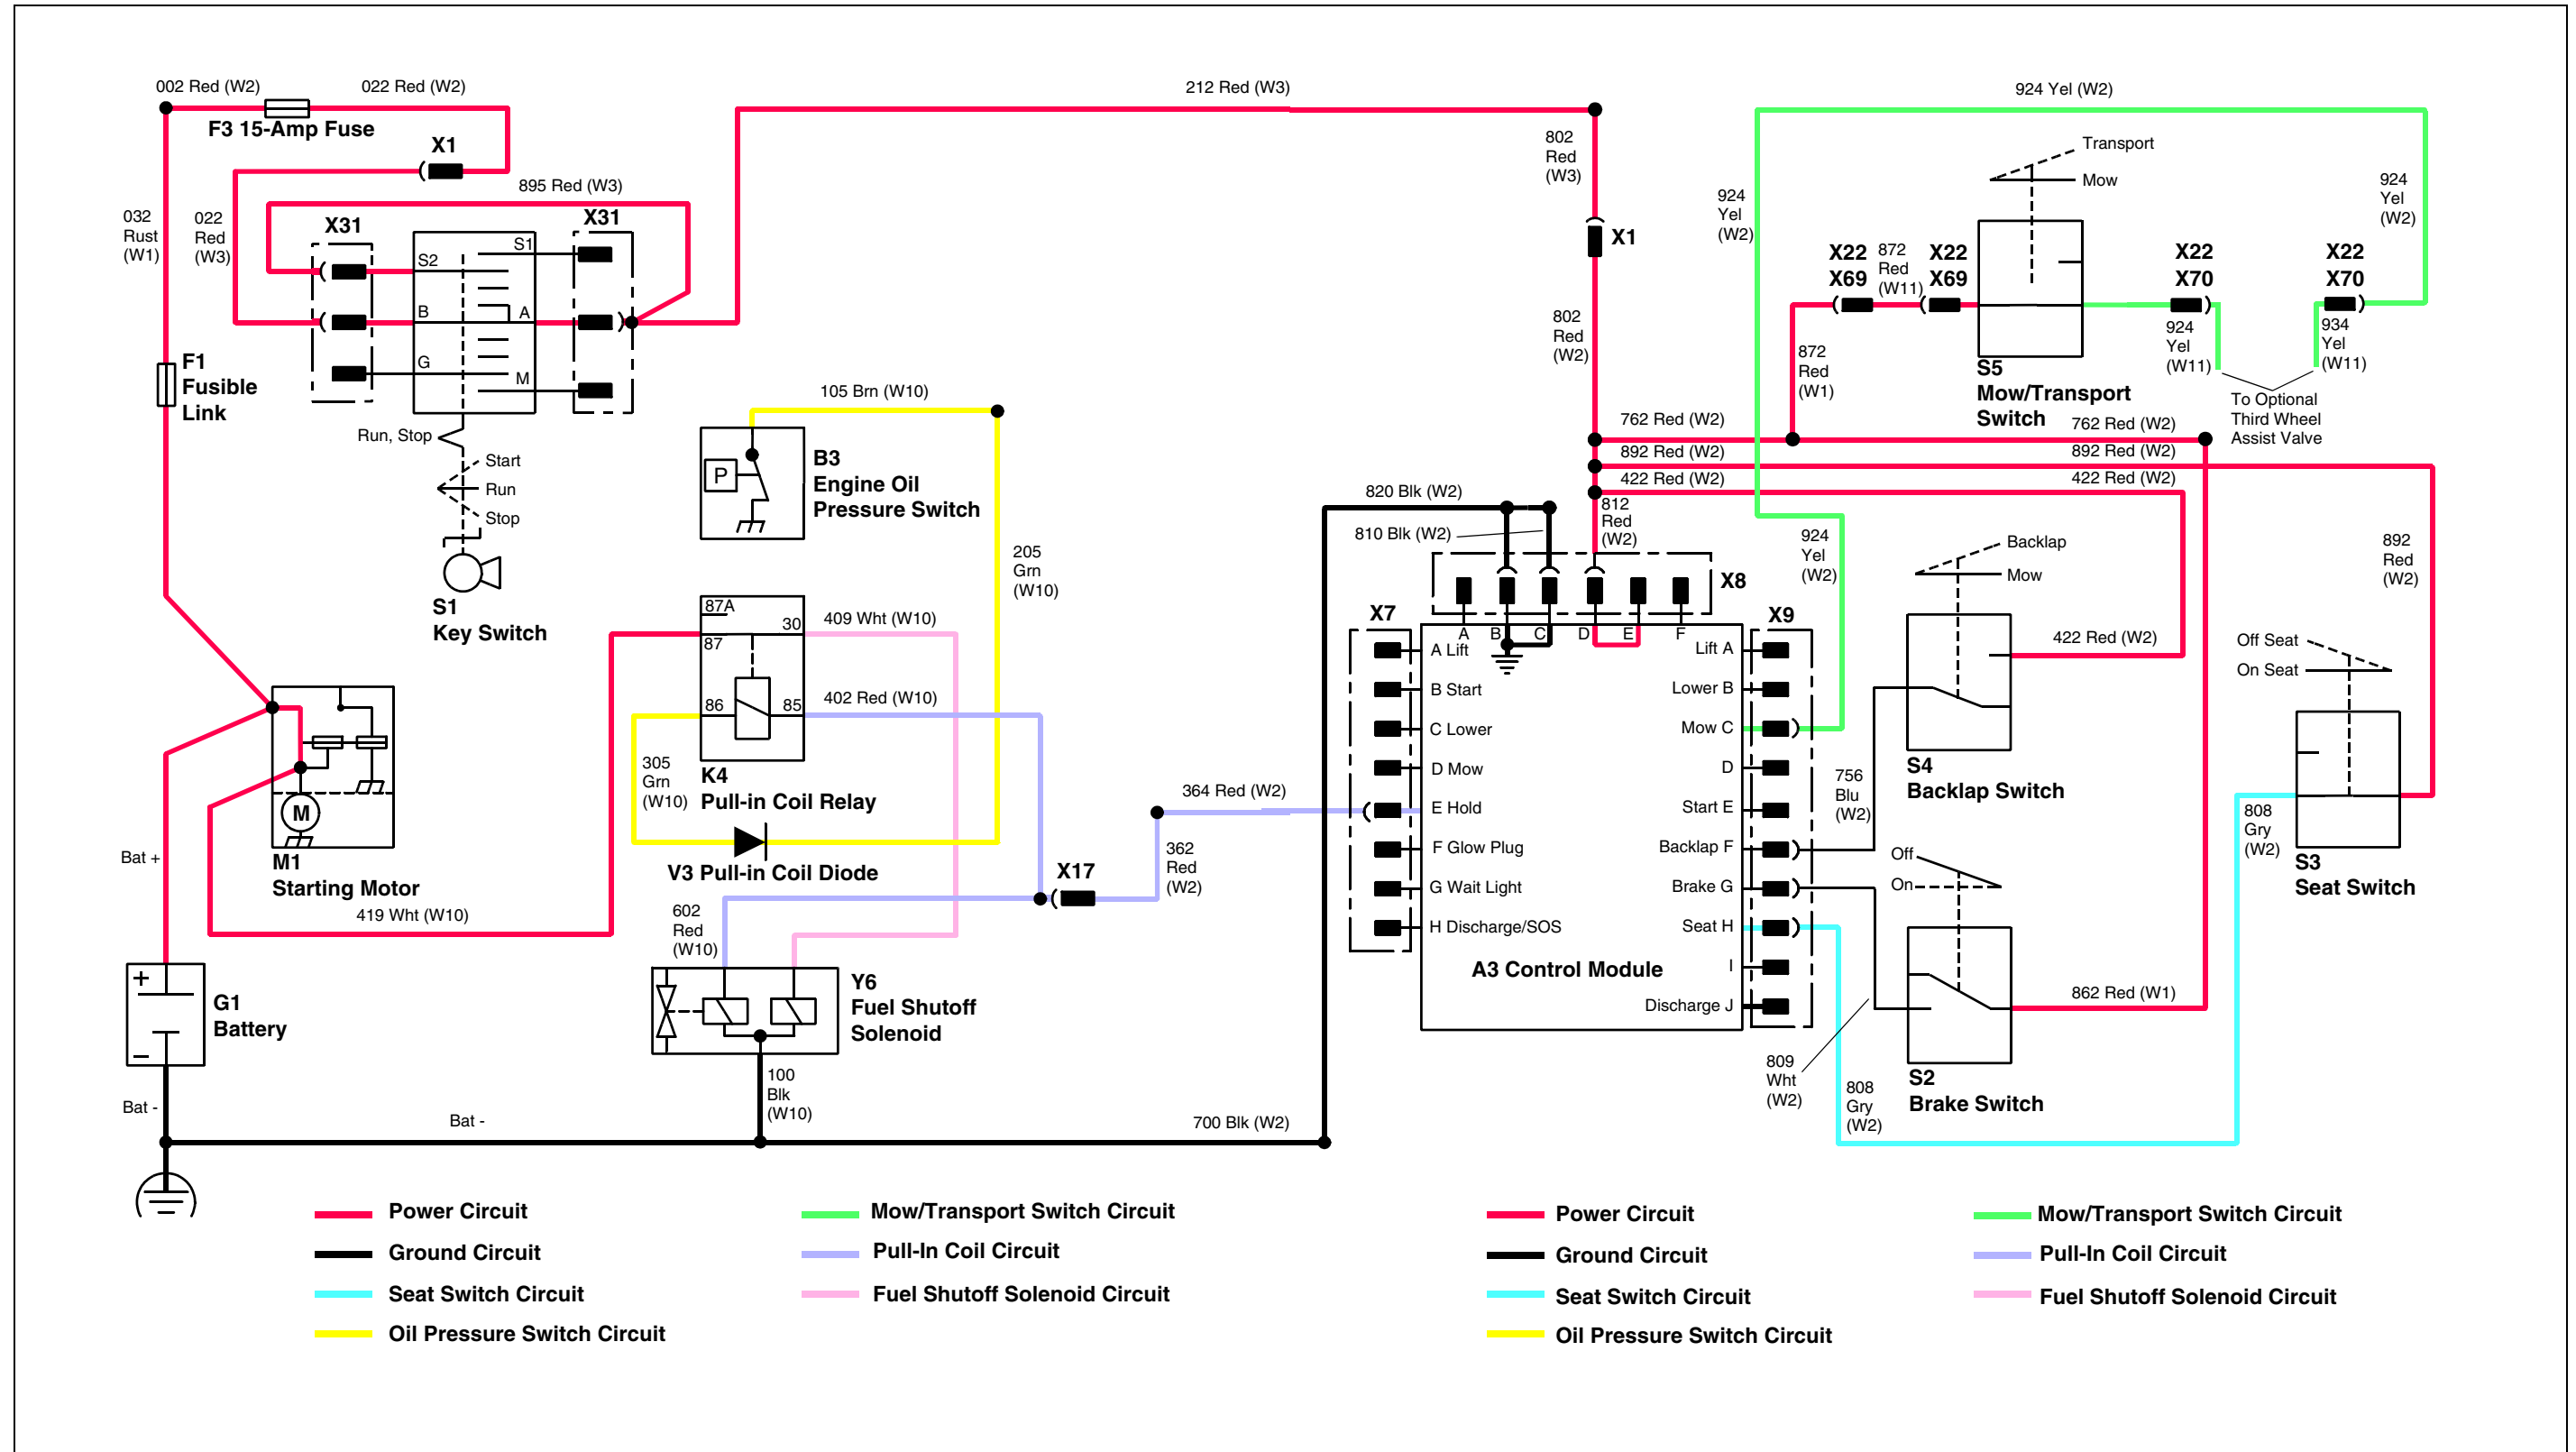 002 Red (W2)
022 Red (W2)
F3 15-Amp Fuse
X1
895 Red (W3)
032
Rust
(W1)
022
Red
(W3)
X31
X31
S2
S1
B
A
G
M
F1
Fusible
Link
Run, Stop
Start
Run
Stop
S1
Key Switch
212 Red (W3)
802
Red
(W3)
X1
802
Red
(W2)
924 Yel (W2)
924
Yel
(W2)
924
Yel
(W2)
Transport
Mow
X22
X69
872
Red
(W11)
X22
X69
X22
X70
X22
X70
872
Red
(W1)
S5
Mow/Transport
Switch
924
Yel
(W11)
934
Yel
(W11)
To Optional
Third Wheel
Assist Valve
105 Brn (W10)
P
B3
Engine Oil
Pressure Switch
205
Grn
(W10)
762 Red (W2)
762 Red (W2)
892 Red (W2)
892 Red (W2)
422 Red (W2)
422 Red (W2)
820 Blk (W2)
810 Blk (W2)
812
Red
(W2)
924
Yel
(W2)
892
Red
(W2)
Backlap
Mow
422 Red (W2)
S4
Backlap Switch
Off Seat
On Seat
S3
Seat Switch
808
Gry
(W2)
87A
30
87
86
85
409 Wht (W10)
402 Red (W10)
K4
Pull-in Coil Relay
305
Grn
(W10)
V3 Pull-in Coil Diode
X17
364 Red (W2)
362
Red
(W2)
X8
X7
X9
A
B
C
D
E
F
A Lift
B Start
C Lower
D Mow
E Hold
F Glow Plug
G Wait Light
H Discharge/SOS
Lift A
Lower B
Mow C
D
Start E
Backlap F
Brake G
Seat H
I
Discharge J
A3 Control Module
756
Blu
(W2)
Off
On
862 Red (W1)
S2
Brake Switch
809
Wht
(W2)
808
Gry
(W2)
M
M1
Starting Motor
Bat +
419 Wht (W10)
+
−
G1
Battery
Bat -
Bat -
602
Red
(W10)
Y6
Fuel Shutoff
Solenoid
100
Blk
(W10)
700 Blk (W2)
Power Circuit
Ground Circuit
Seat Switch Circuit
Oil Pressure Switch Circuit
Mow/Transport Switch Circuit
Pull-In Coil Circuit
Fuel Shutoff Solenoid Circuit
Power Circuit
Ground Circuit
Seat Switch Circuit
Oil Pressure Switch Circuit
Mow/Transport Switch Circuit
Pull-In Coil Circuit
Fuel Shutoff Solenoid Circuit